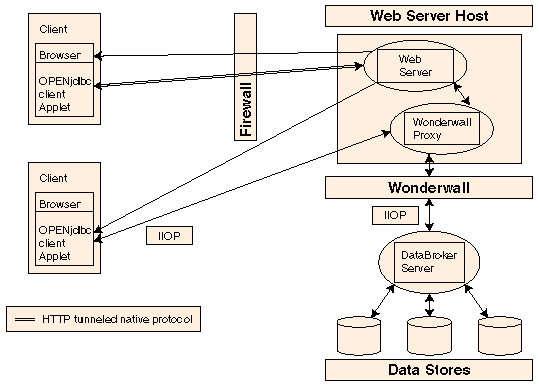 Web Server Host
Client
Browser
OPENjdbc
client
Applet
Firewall
Web
Server
Wonderwall
Proxy
Client
Browser
OPENjdbc
client
Applet
IIOP
Wonderwall
IIOP
DataBroker
Server
HTTP tunneled native protocol
Data Stores